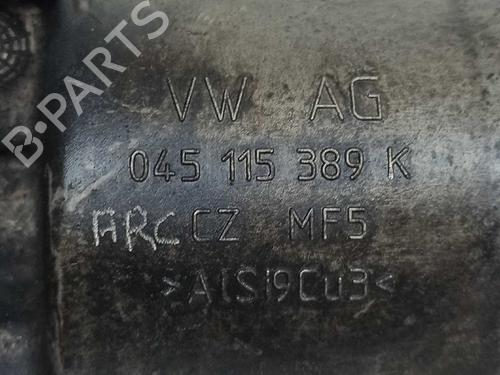 B-PARTS
VW AG
045 115 389 K
ARC CZ MF5
>AlSi9Cu3<